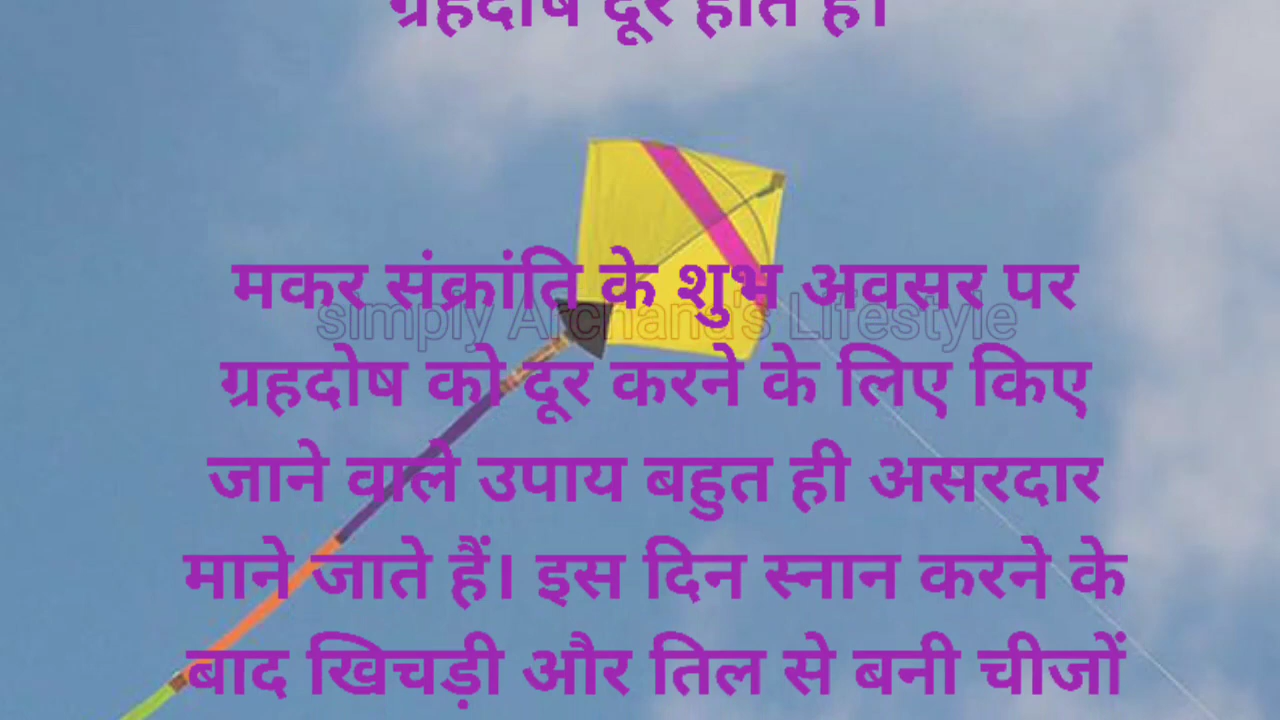 ग्रहदोष दूर होते हैं।
मकर संक्रांति के शुभ अवसर पर
simply Archana's Lifestyle
ग्रहदोष को दूर करने के लिए किए
जाने वाले उपाय बहुत ही असरदार
माने जाते हैं। इस दिन स्नान करने के
बाद खिचड़ी और तिल से बनी चीजों